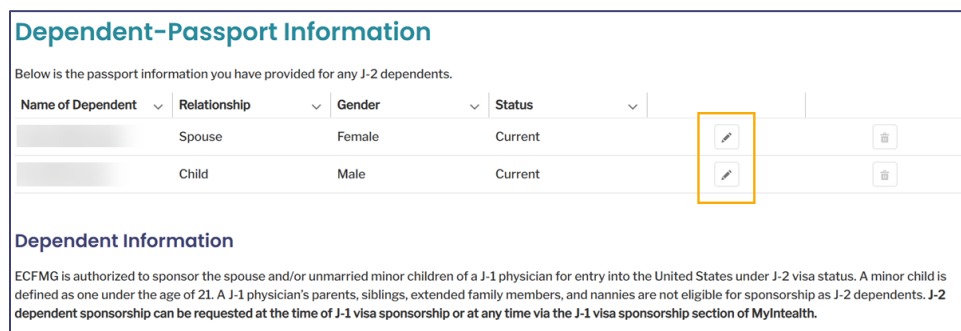 Dependent-Passport Information
Below is the passport information you have provided for any J-2 dependents.
Name of Dependent Relationship Gender Status
Spouse Female Current
Child Male Current
Dependent Information
ECFMG is authorized to sponsor the spouse and/or unmarried minor children of a J-1 physician for entry into the United States under J-2 visa status. A minor child is
defined as one under the age of 21. A J-1 physician's parents, siblings, extended family members, and nannies are not eligible for sponsorship as J-2 dependents. J-2
dependent sponsorship can be requested at the time of J-1 visa sponsorship or at any time via the J-1 visa sponsorship section of MyIntealth.